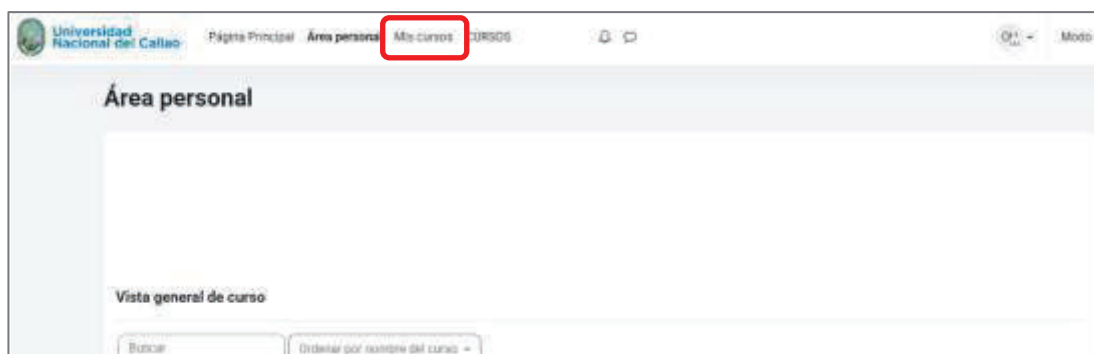 Universidad
Nacional del Callao
Página Principal Área personal Mis cursos CURSOS Modo
Área personal
Vista general de curso
Buscar Ordenar por nombre del curso